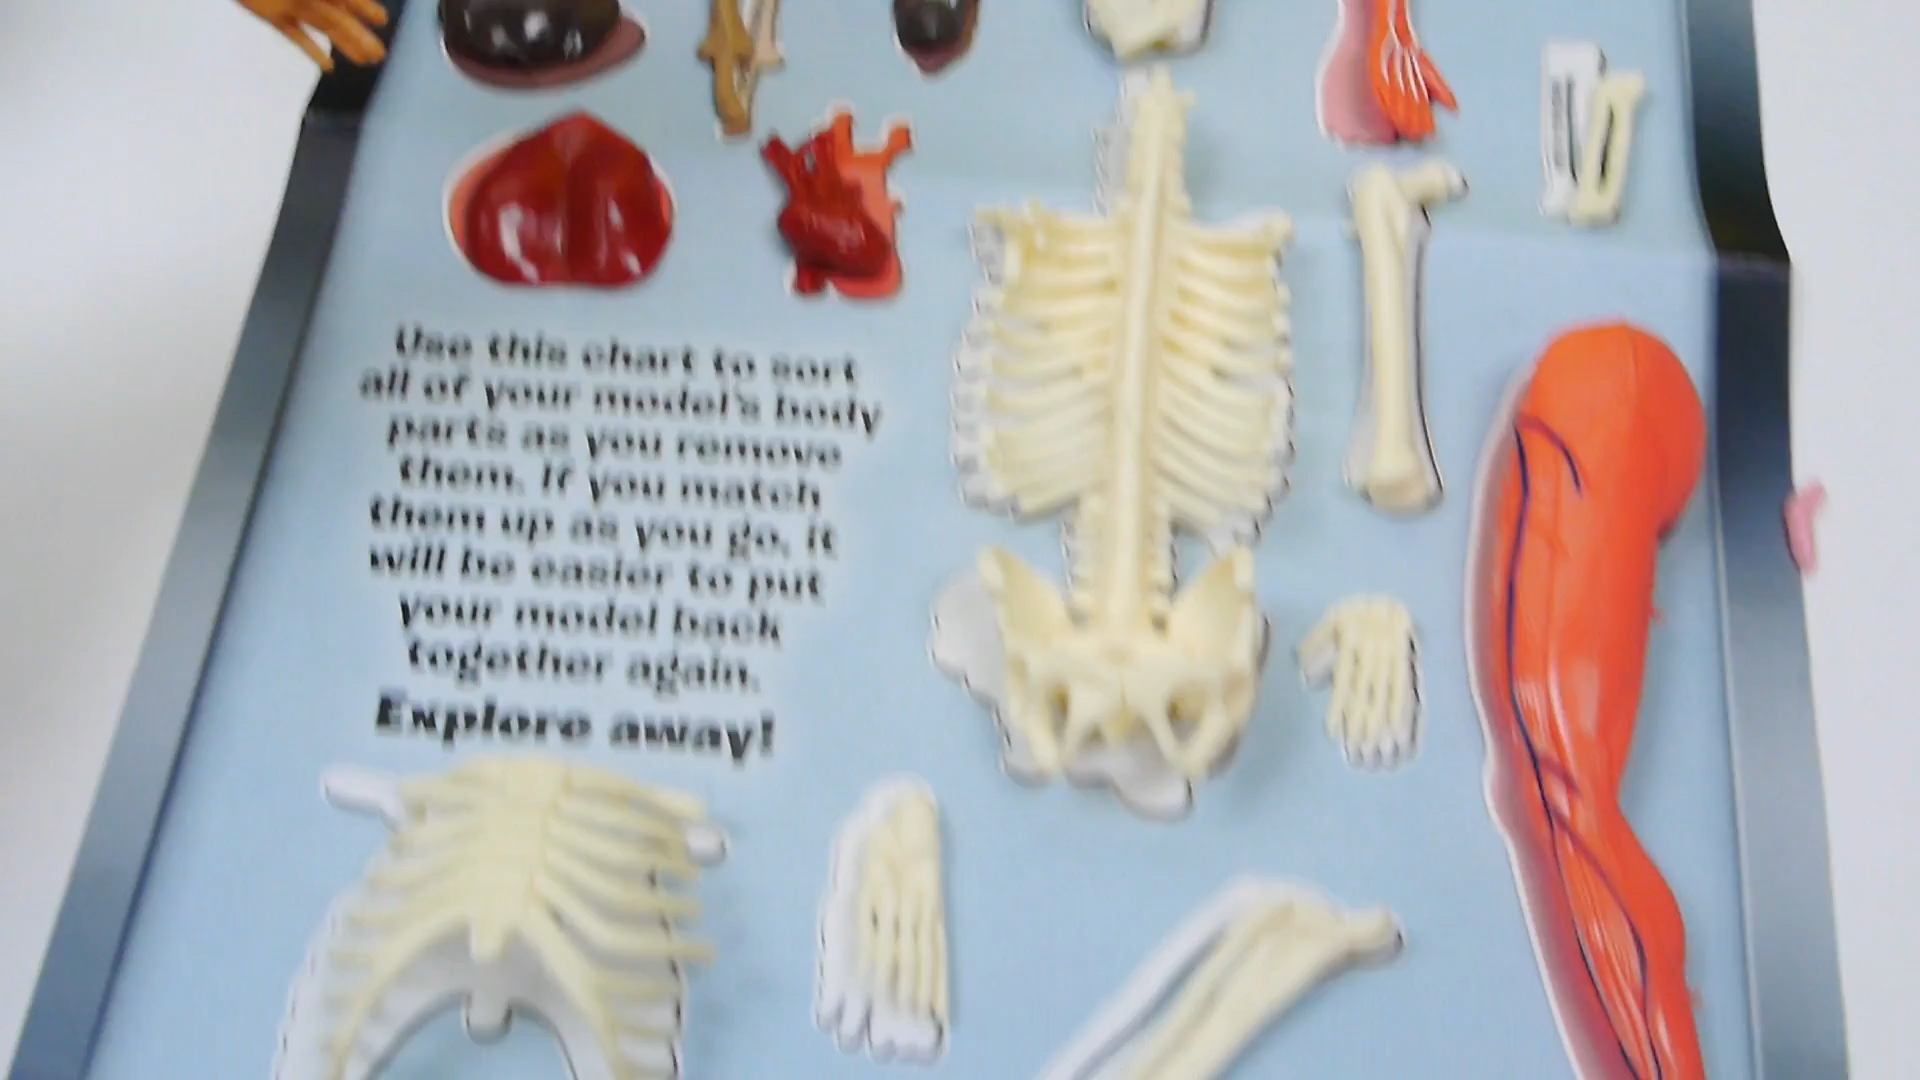 Use this chart to sort
all of your model's body
parts as you remove
them. If you match
them up as you go, it
will be easier to put
your model back
together again.
Explore away!